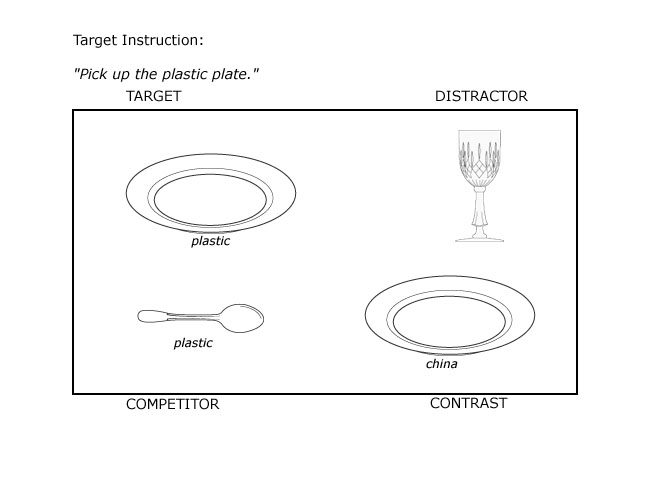 Target Instruction:
"Pick up the plastic plate."
TARGET
DISTRACTOR
plastic
plastic
china
COMPETITOR
CONTRAST